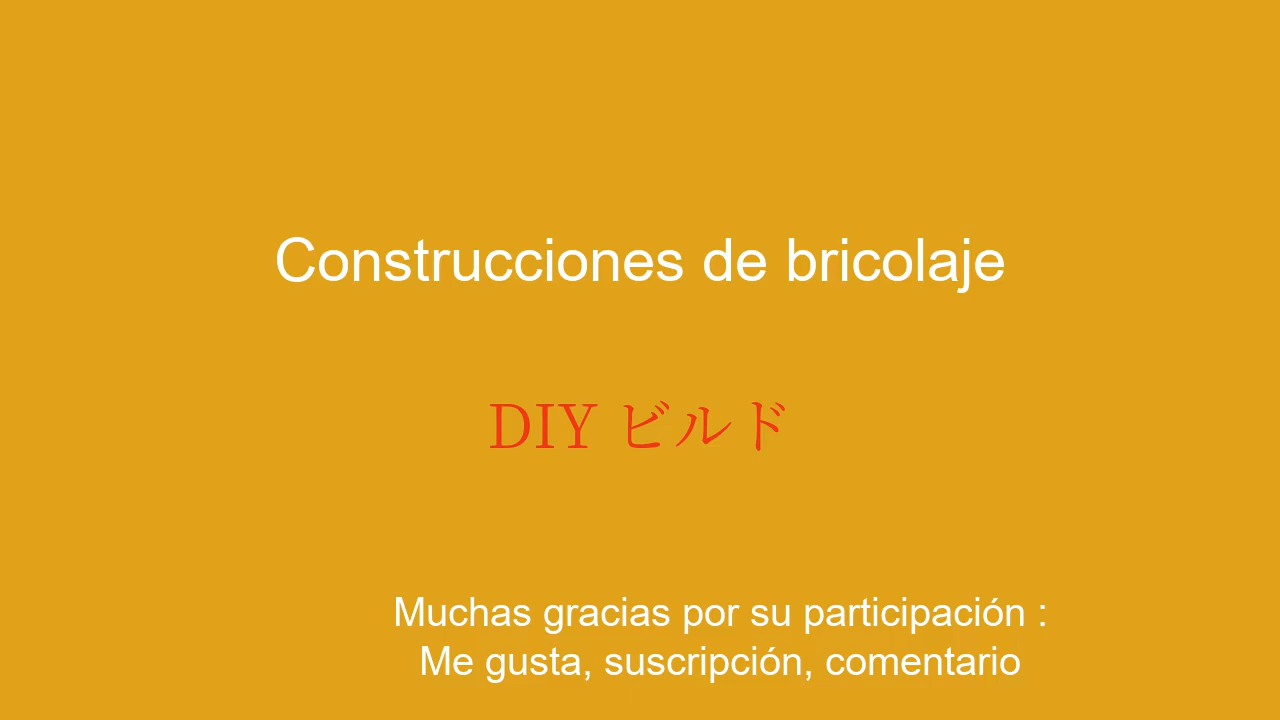 Construcciones de bricolaje
DIY ビルド
Muchas gracias por su participación :
Me gusta, suscripción, comentario